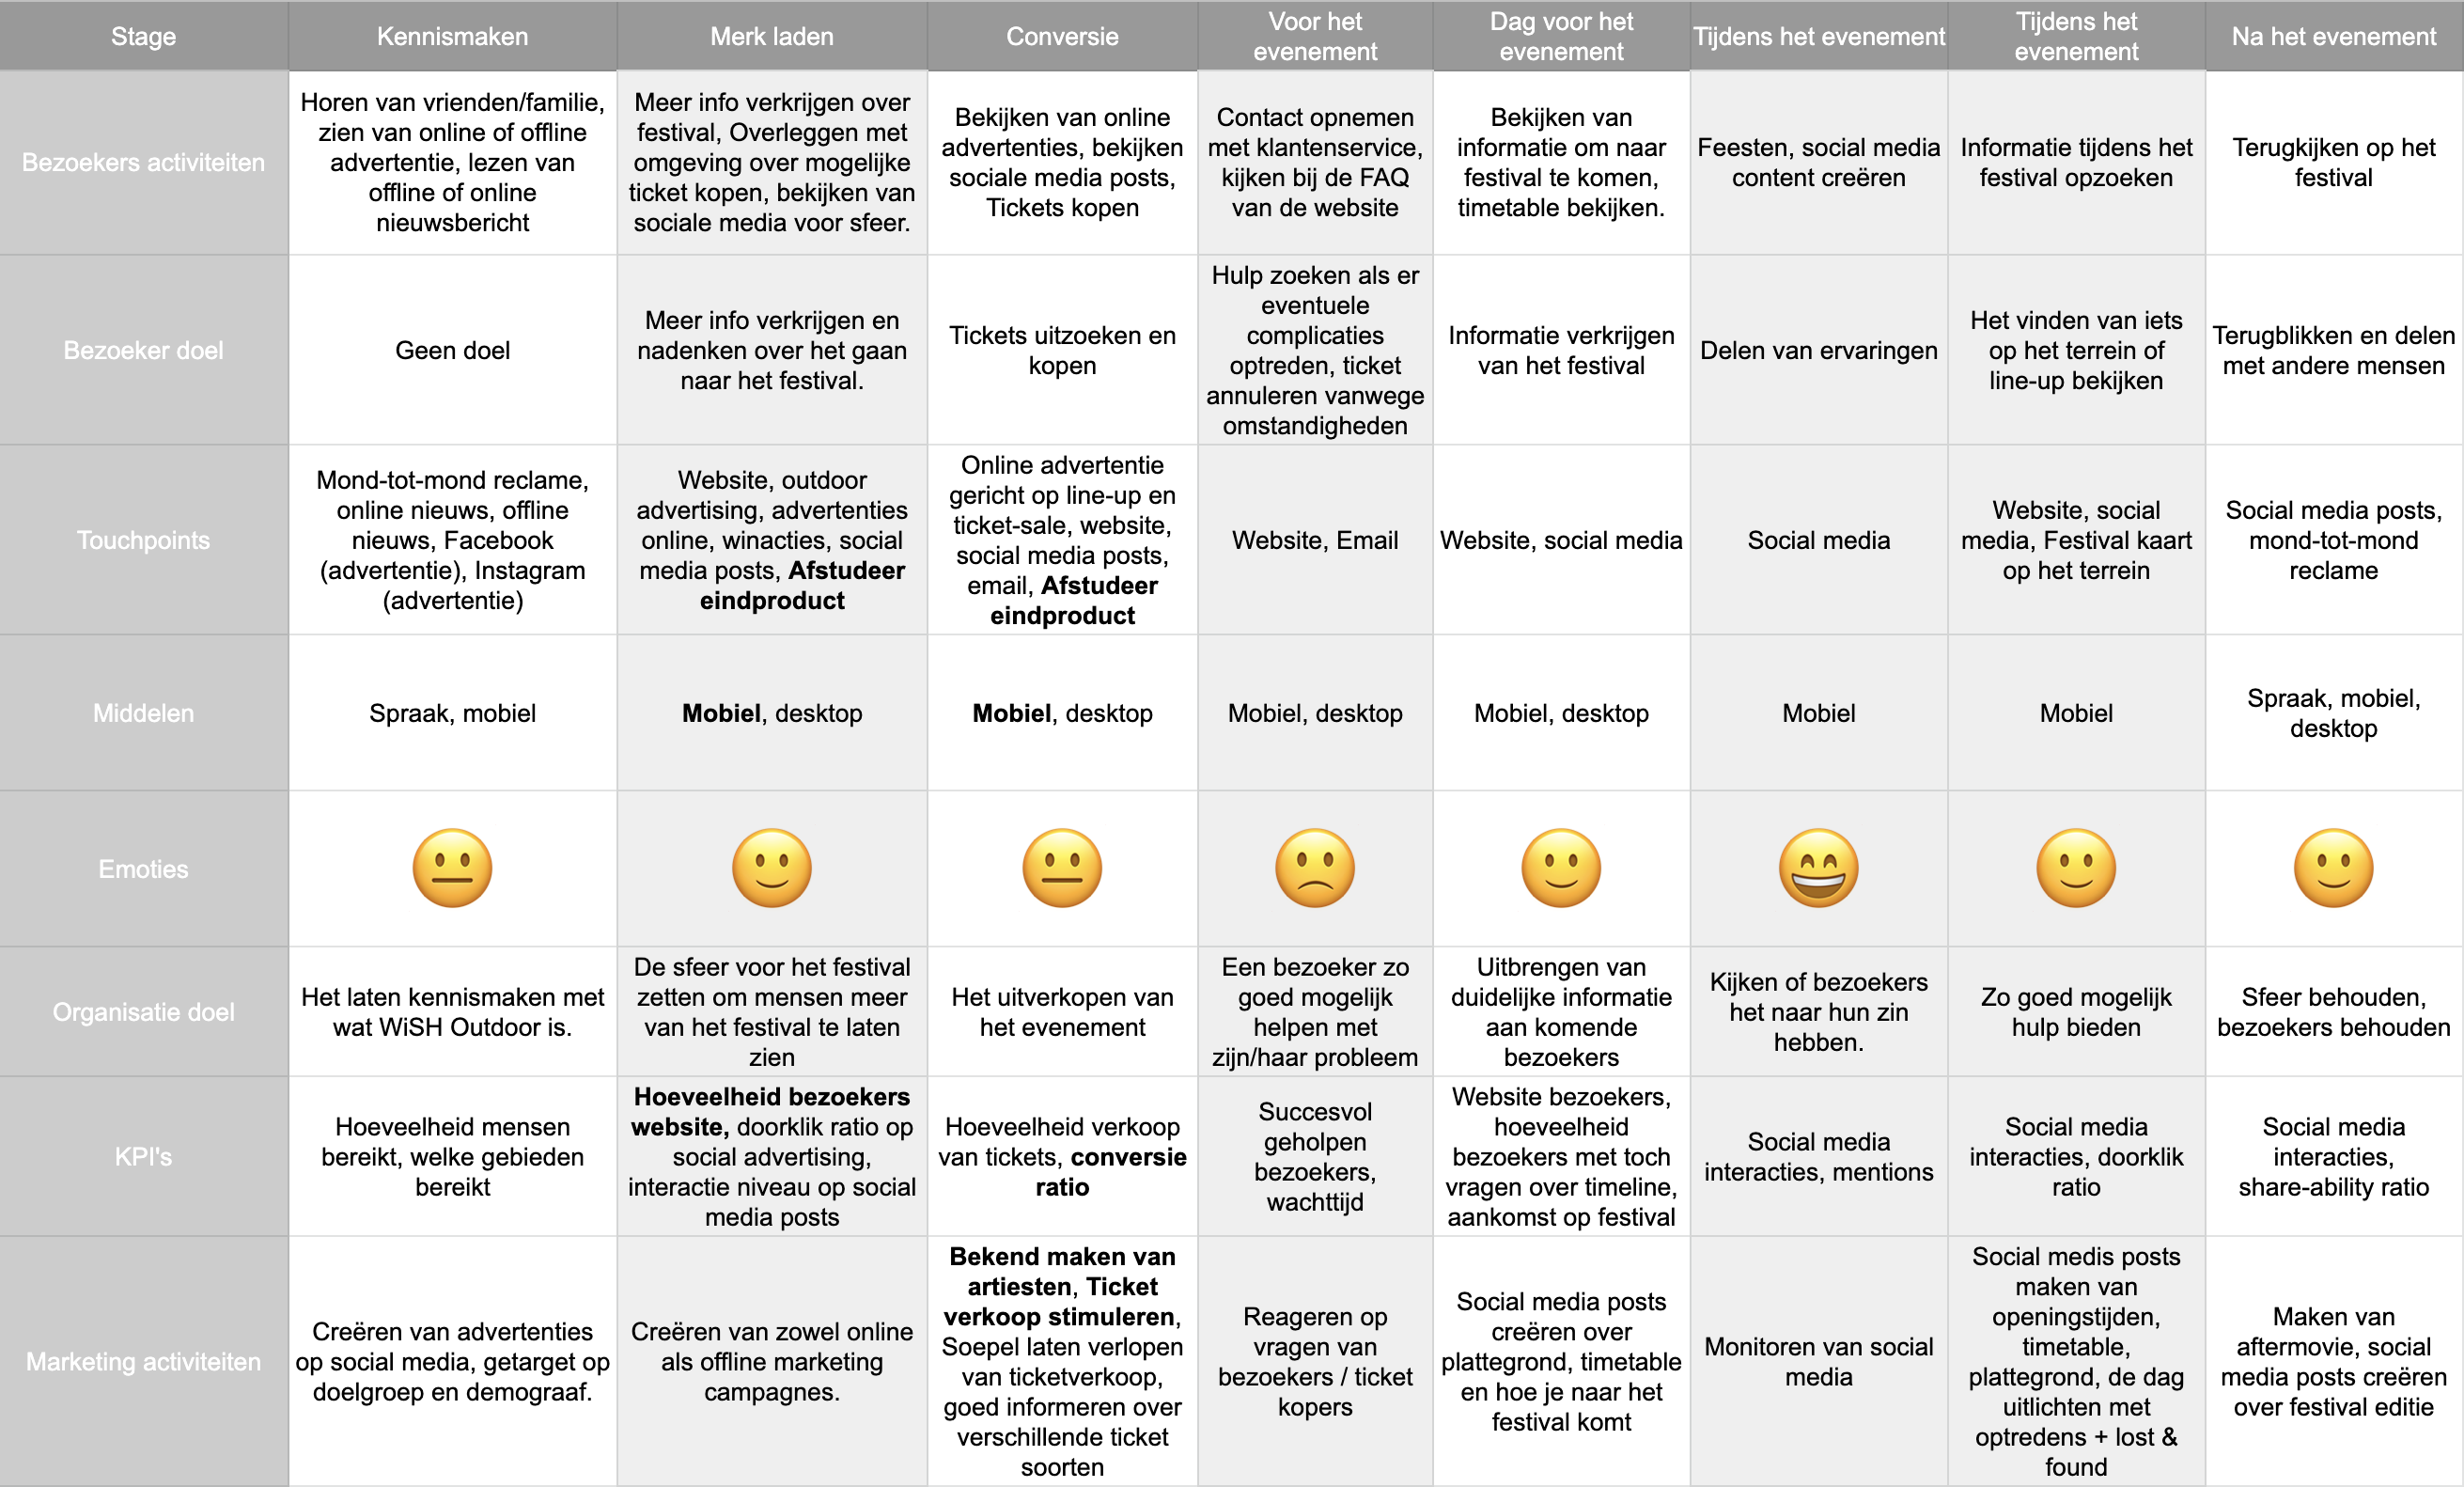 Stage
Kennismaken
Merk laden
Conversie
Voor het
evenement
Dag voor het
evenement
Tijdens het evenement
Tijdens het
evenement
Na het evenement
Bezoekers activiteiten
Horen van vrienden/familie,
zien van online of offline
advertentie, lezen van
offline of online
nieuwsbericht
Meer info verkrijgen over
festival, Overleggen met
omgeving over mogelijke
ticket kopen, bekijken van
sociale media voor sfeer.
Bekijken van online
advertenties, bekijken
sociale media posts,
Tickets kopen
Contact opnemen
met klantenservice,
kijken bij de FAQ
van de website
Bekijken van
informatie om naar
festival te komen,
timetable bekijken.
Feesten, social media
content creëren
Informatie tijdens het
festival opzoeken
Terugkijken op het
festival
Bezoeker doel
Geen doel
Meer info verkrijgen en
nadenken over het gaan
naar het festival.
Tickets uitzoeken en
kopen
Hulp zoeken als er
eventuele
complicaties
optreden, ticket
annuleren vanwege
omstandigheden
Informatie verkrijgen
van het festival
Delen van ervaringen
Het vinden van iets
op het terrein of
line-up bekijken
Terugblikken en delen
met andere mensen
Touchpoints
Mond-tot-mond reclame,
online nieuws, offline
nieuws, Facebook
(advertentie), Instagram
(advertentie)
Website, outdoor
advertising, advertenties
online, winacties, social
media posts, Afstudeer
eindproduct
Online advertentie
gericht op line-up en
ticket-sale, website,
social media posts,
email, Afstudeer
eindproduct
Website, Email
Website, social media
Social media
Website, social
media, Festival kaart
op het terrein
Social media posts,
mond-tot-mond
reclame
Middelen
Spraak, mobiel
Mobiel, desktop
Mobiel, desktop
Mobiel, desktop
Mobiel, desktop
Mobiel
Mobiel
Spraak, mobiel,
desktop
Emoties
Organisatie doel
Het laten kennismaken met
wat WiSH Outdoor is.
De sfeer voor het festival
zetten om mensen meer
van het festival te laten
zien
Het uitverkopen van
het evenement
Een bezoeker zo
goed mogelijk
helpen met
zijn/haar probleem
Uitbrengen van
duidelijke informatie
aan komende
bezoekers
Kijken of bezoekers
het naar hun zin
hebben.
Zo goed mogelijk
hulp bieden
Sfeer behouden,
bezoekers behouden
KPI's
Hoeveelheid mensen
bereikt, welke gebieden
bereikt
Hoeveelheid bezoekers
website, doorklik ratio op
social advertising,
interactie niveau op social
media posts
Hoeveelheid verkoop
van tickets, conversie
ratio
Succesvol
geholpen
bezoekers,
wachttijd
Website bezoekers,
hoeveelheid
bezoekers met toch
vragen over timeline,
aankomst op festival
Social media
interacties, mentions
Social media
interacties, doorklik
ratio
Social media
interacties,
share-ability ratio
Marketing activiteiten
Creëren van advertenties
op social media, getarget op
doelgroep en demograaf.
Creëren van zowel online
als offline marketing
campagnes.
Bekend maken van
artiesten, Ticket
verkoop stimuleren,
Soepel laten verlopen
van ticketverkoop,
goed informeren over
verschillende ticket
soorten
Reageren op
vragen van
bezoekers / ticket
kopers
Social media posts
creëren over
plattegrond, timetable
en hoe je naar het
festival komt
Monitoren van social
media
Social medis posts
maken van
openingstijden,
timetable,
plattegrond, de dag
uitlichten met
optredens + lost &
found
Maken van
aftermovie, social
media posts creëren
over festival editie